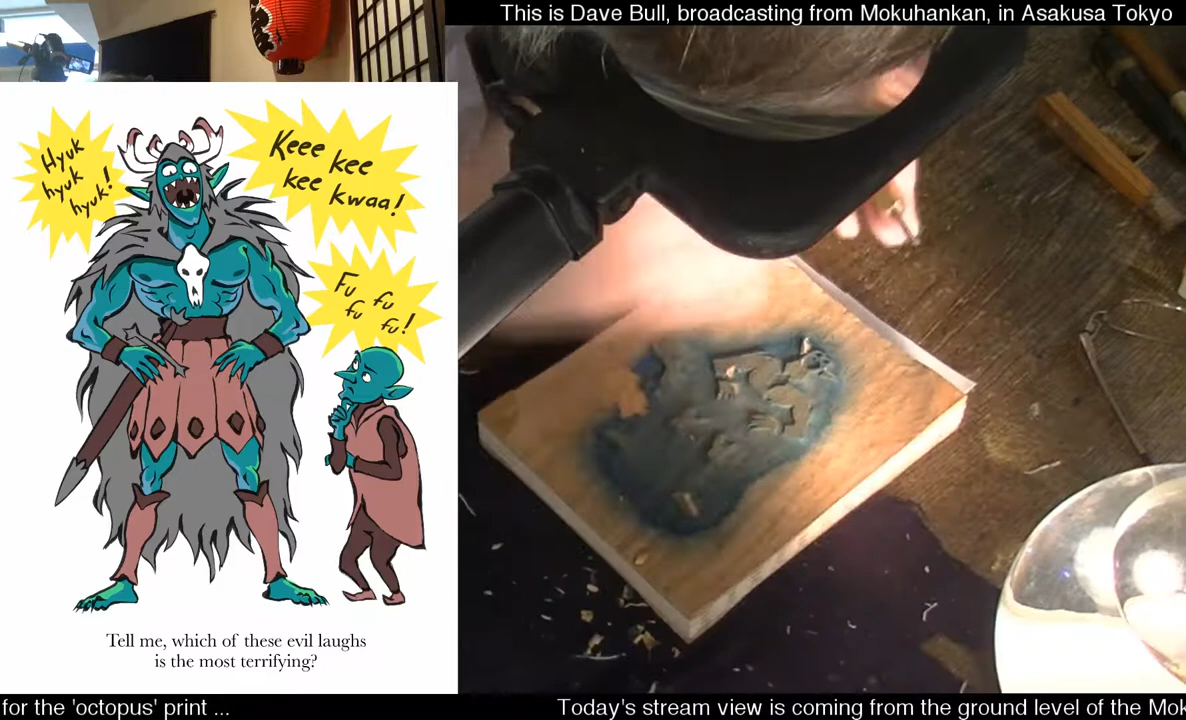 This is Dave Bull, broadcasting from Mokuhankan, in Asakusa Tokyo
Hyuk
hyuk
hyuk!
Keee kee
kee kwaa!
Fu fu
fu fu!
Tell me, which of these evil laughs
is the most terrifying?
for the 'octopus' print ...
Today's stream view is coming from the ground level of the Mok